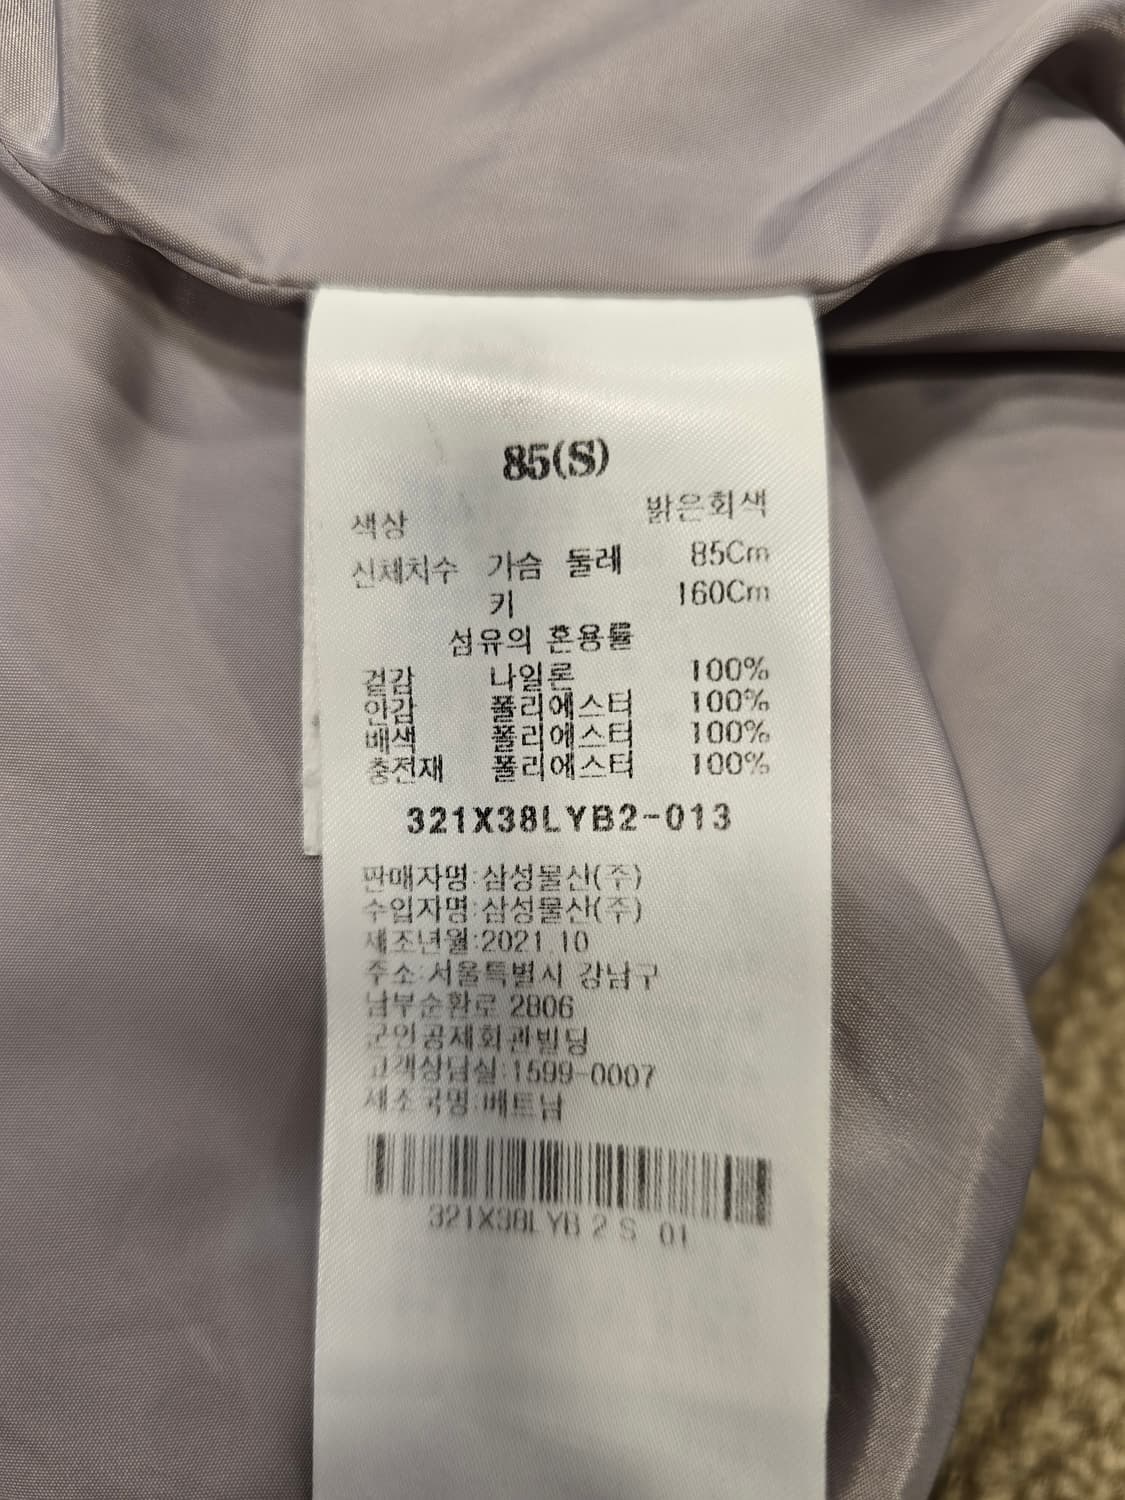 85(S)
색상 밝은회색
신체치수 가슴 둘레 85Cm
키 160Cm
섬유의 혼용률
겉감 나일론 100%
안감 폴리에스터 100%
배색 폴리에스터 100%
충전재 폴리에스터 100%
321X38LYB2-013
판매자명:삼성물산(주)
수입자명:삼성물산(주)
제조년월:2021.10
주소:서울특별시 강남구
남부순환로 2806
군인공제회관빌딩
고객상담실:1599-0007
제조국명:베트남
321X38LYB 2 S 01